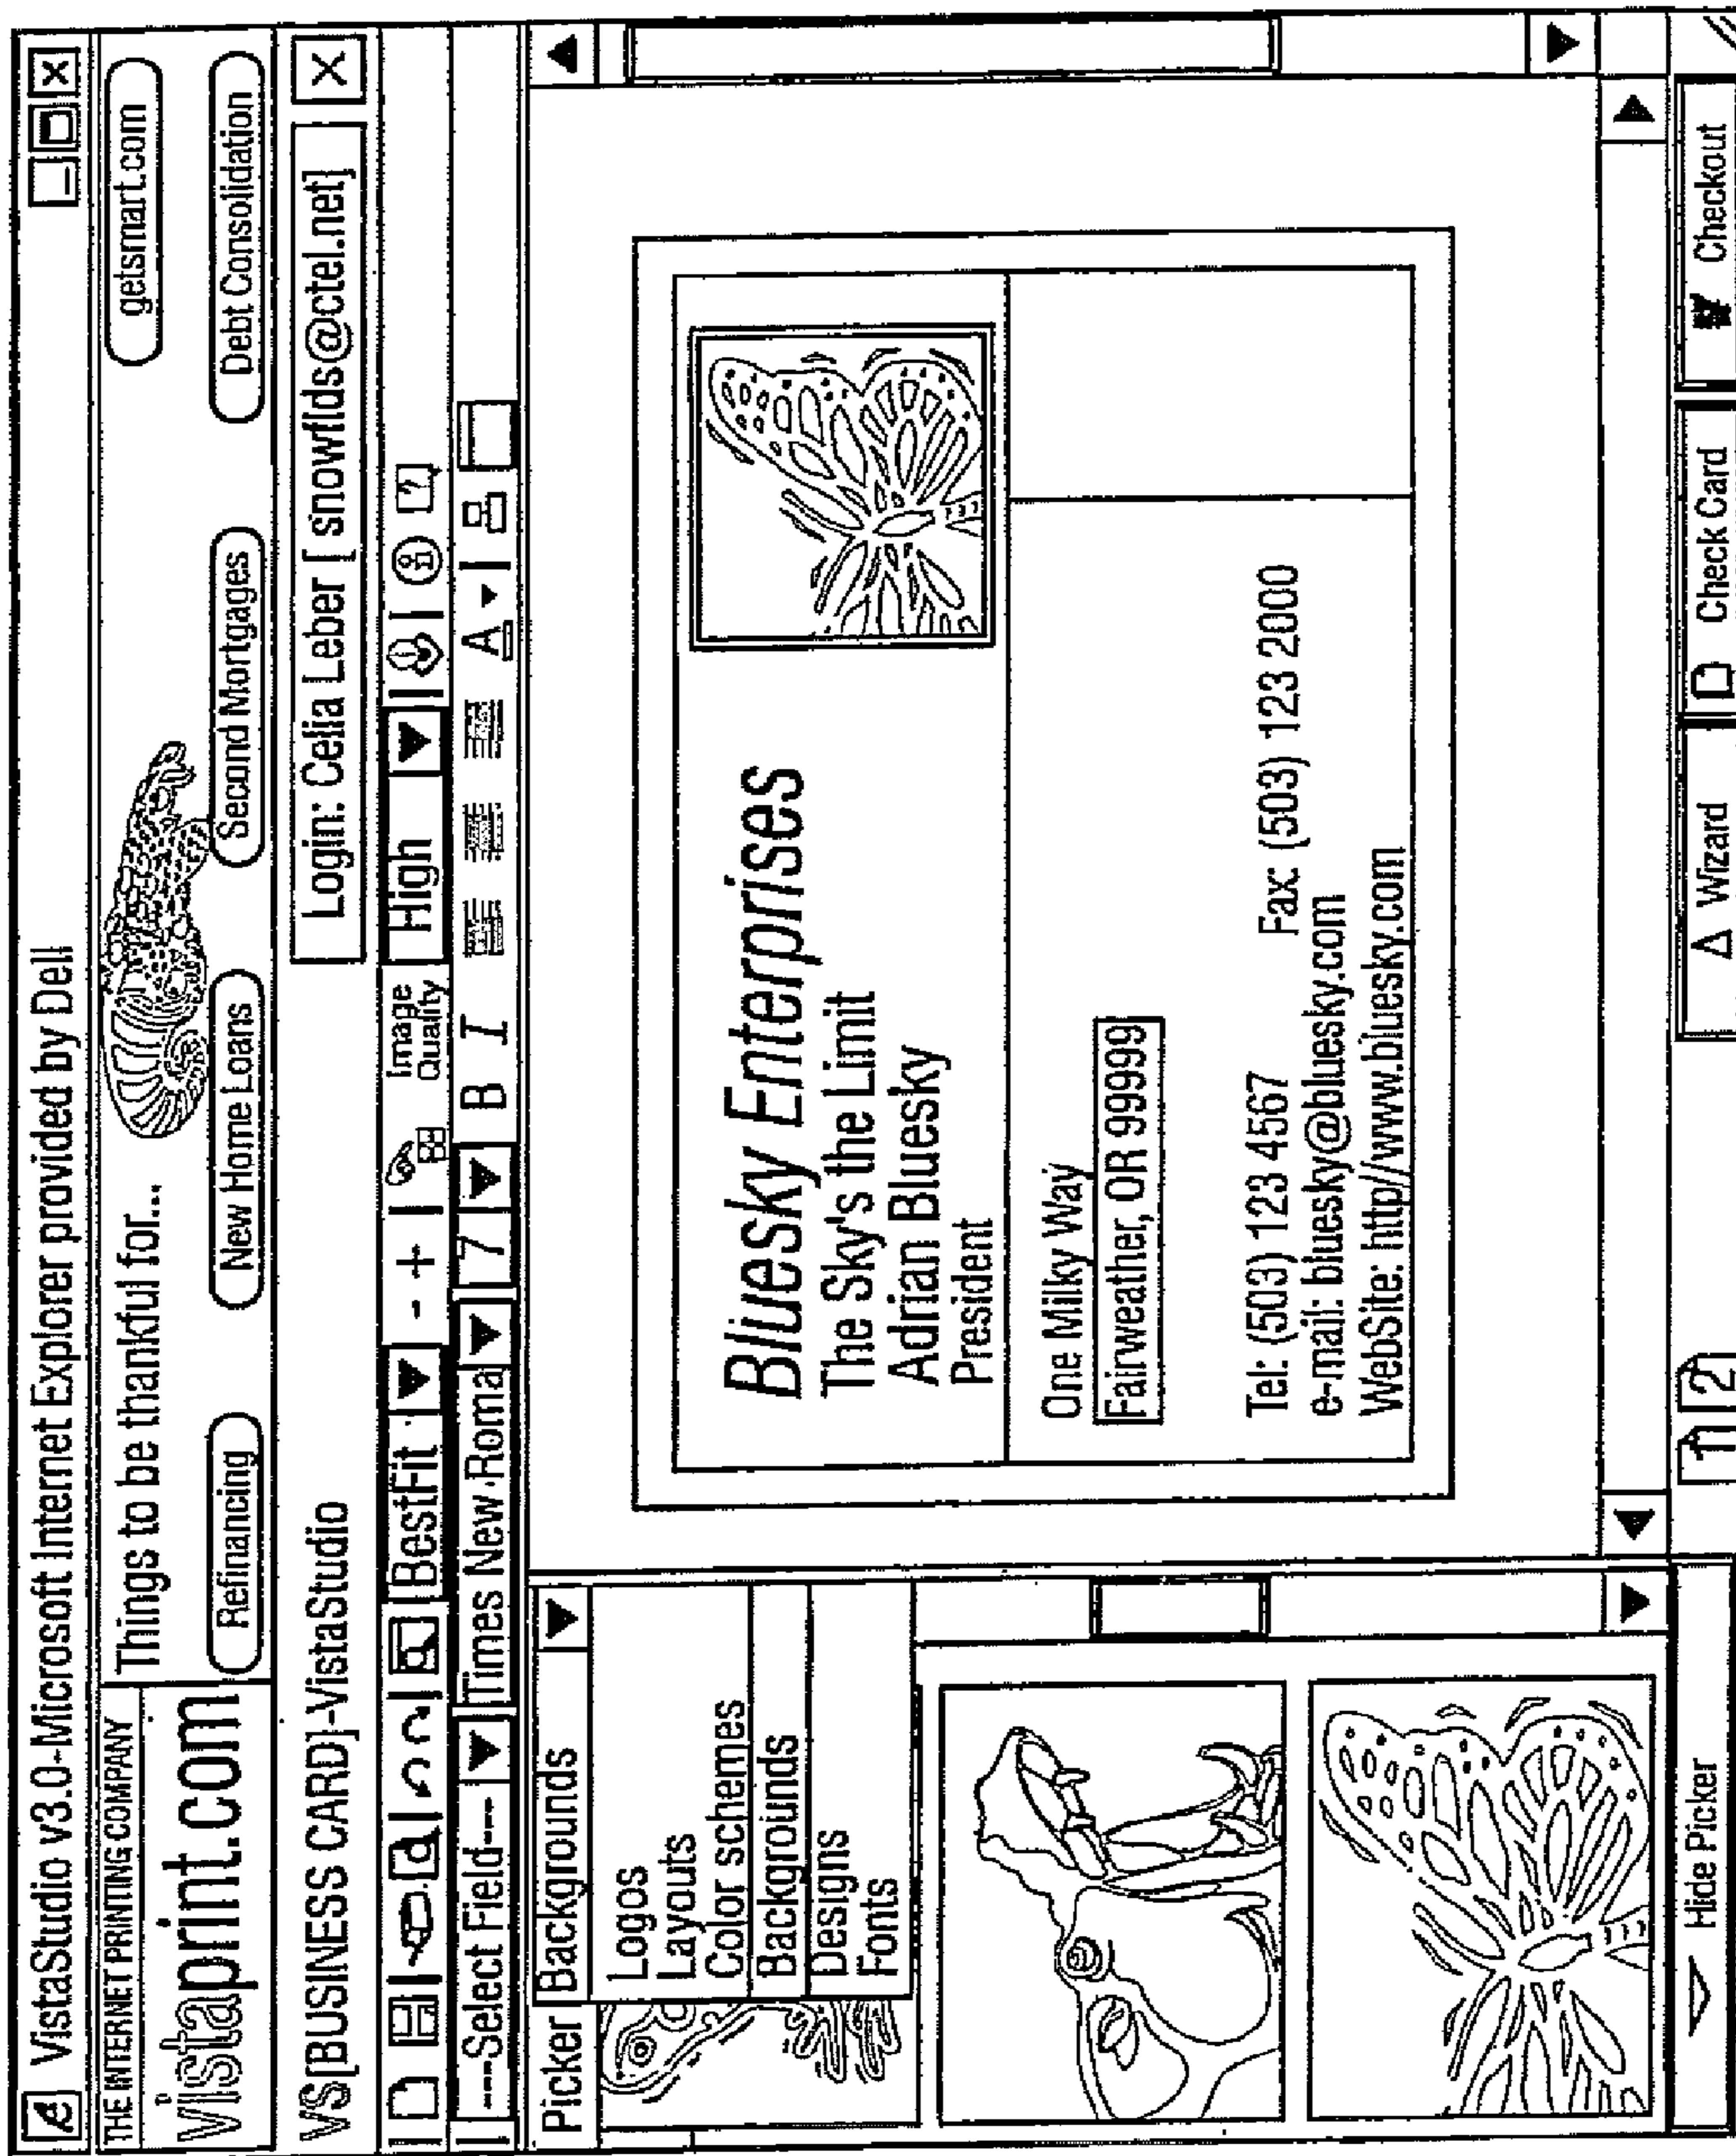 VistaStudio v3.0-Microsoft Internet Explorer provided by Dell
THE INTERNET PRINTING COMPANY
vistaprint.com
Things to be thankful for...
getsmart.com
Refinancing
New Home Loans
Second Mortgages
Debt Consolidation
VS[BUSINESS CARD]-VistaStudio
Login: Celia Leber [ snowflds@ctel.net]
BestFit
- +
Image Quality
High
---Select Field---
Times New Roma
7
B I
A
Picker
Backgrounds
Logos
Layouts
Color schemes
Backgrounds
Designs
Fonts
Bluesky Enterprises
The Sky's the Limit
Adrian Bluesky
President
One Milky Way
Fairweather, OR 99999
Tel: (503) 123 4567 Fax: (503) 123 2000
e-mail: bluesky@bluesky.com
WebSite: http//www.bluesky.com
Hide Picker
1 2
Wizard
Check Card
Checkout